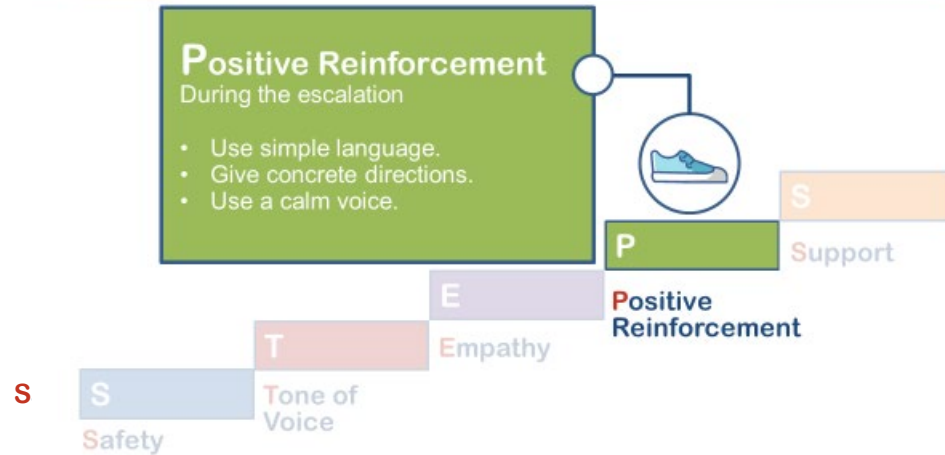 Positive Reinforcement
During the escalation
• Use simple language.
• Give concrete directions.
• Use a calm voice.
S
P
Support
E
Positive
Reinforcement
T
Empathy
S
S
Tone of
Voice
Safety